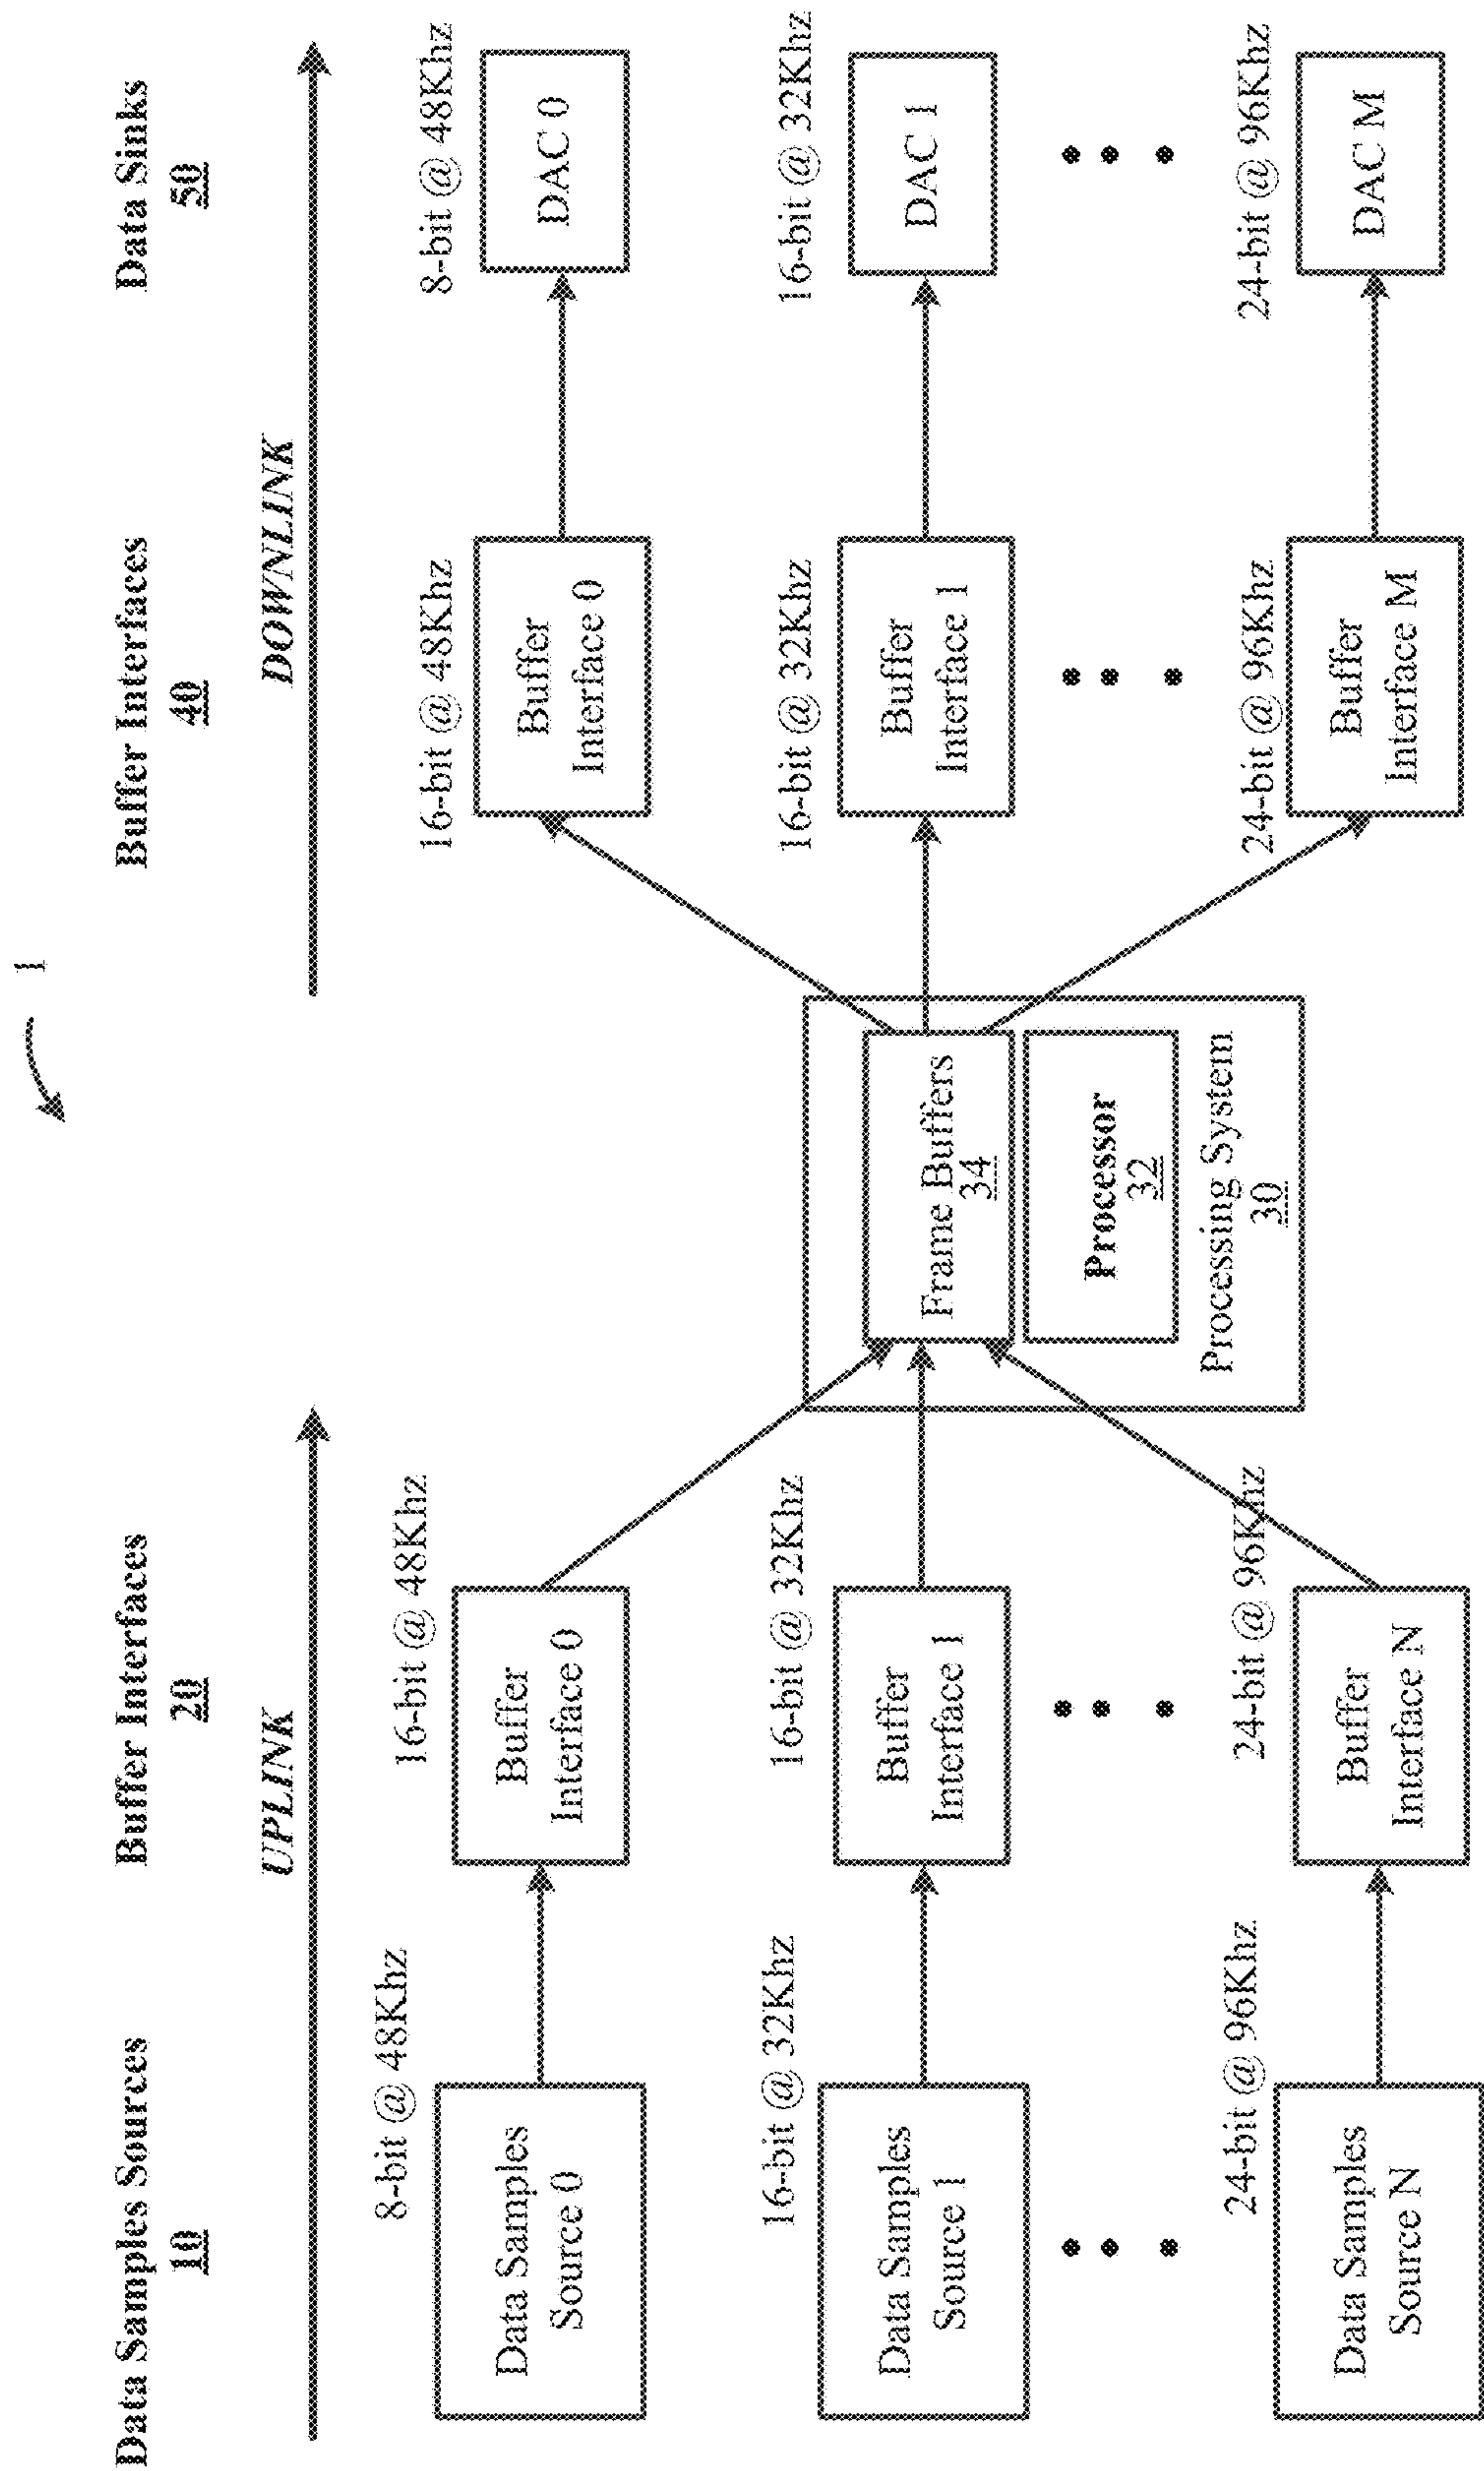 1
Data Samples Sources
10
Buffer Interfaces
20
Buffer Interfaces
40
Data Sinks
50
UPLINK
DOWNLINK
8-bit @ 48Khz
Data Samples
Source 0
16-bit @ 48Khz
Buffer
Interface 0
16-bit @ 48Khz
Buffer
Interface 0
8-bit @ 48Khz
DAC 0
16-bit @ 32Khz
Data Samples
Source 1
16-bit @ 32Khz
Buffer
Interface 1
Frame Buffers
34
Processor
32
Processing System
30
16-bit @ 32Khz
Buffer
Interface 1
16-bit @ 32Khz
DAC 1
24-bit @ 96Khz
Data Samples
Source N
24-bit @ 96Khz
Buffer
Interface N
24-bit @ 96Khz
Buffer
Interface M
24-bit @ 96Khz
DAC M